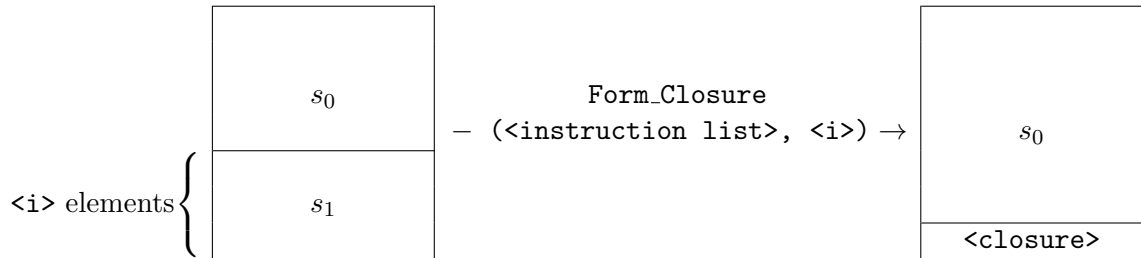 s₀
Form_Closure
− (<instruction list>, <i>) →
s₀
<i> elements {
s₁
<closure>